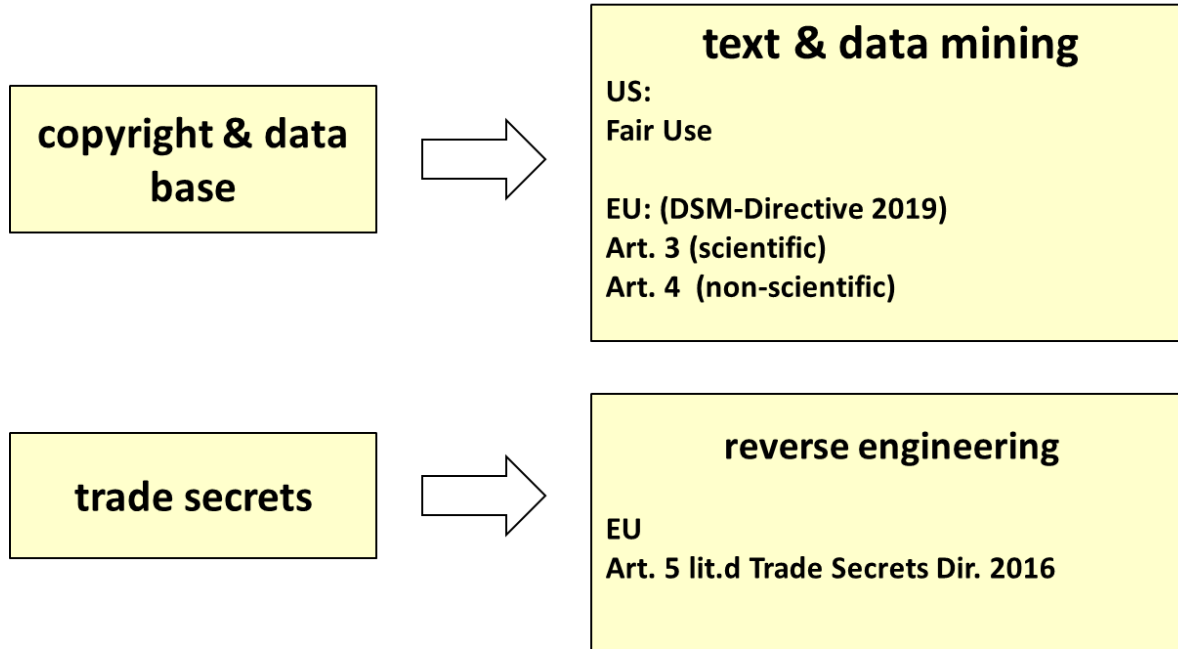 copyright & data
base
text & data mining
US:
Fair Use
EU: (DSM-Directive 2019)
Art. 3 (scientific)
Art. 4  (non-scientific)
trade secrets
reverse engineering
EU
Art. 5 lit.d Trade Secrets Dir. 2016